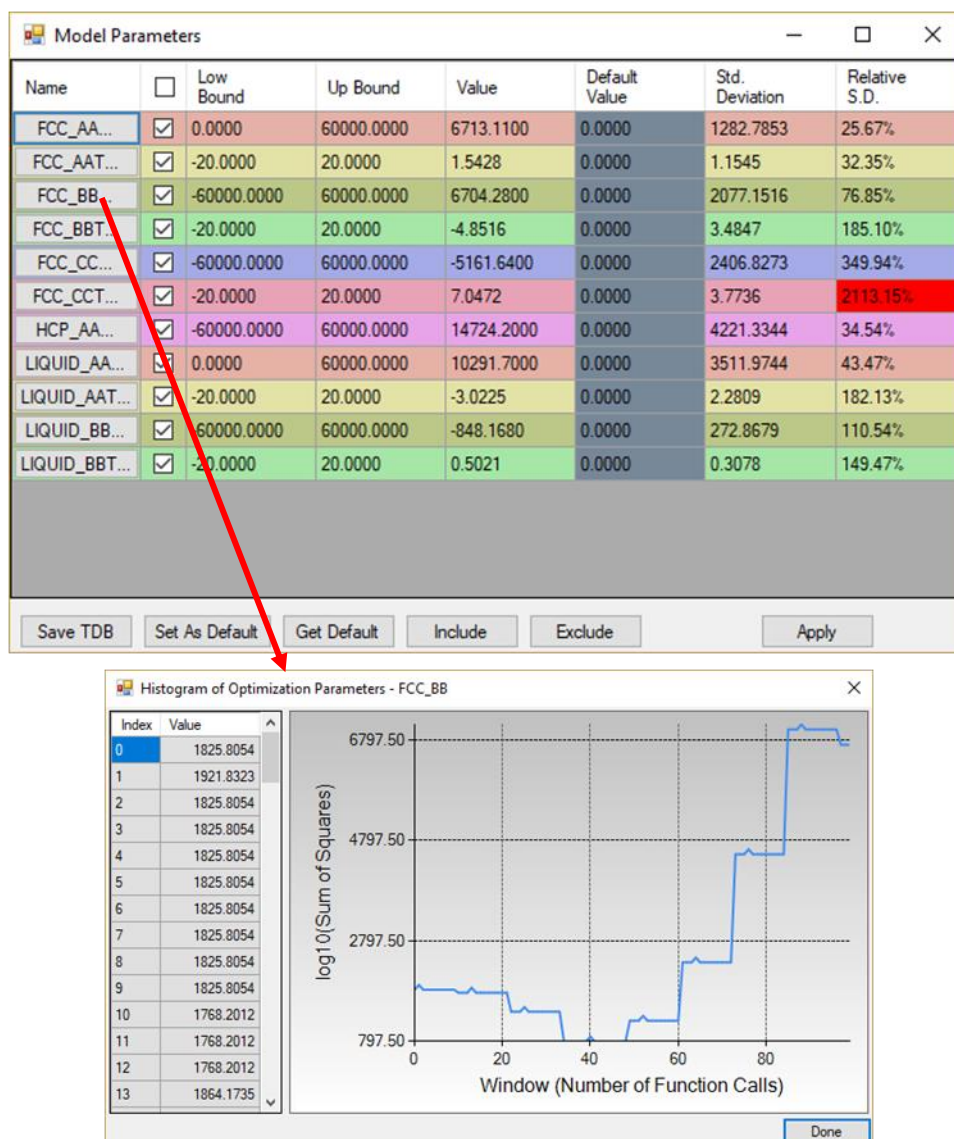 Model Parameters
Name Low Bound Up Bound Value Default Value Std. Deviation Relative S.D.
FCC_AA... 0.0000 60000.0000 6713.1100 0.0000 1282.7853 25.67%
FCC_AAT... -20.0000 20.0000 1.5428 0.0000 1.1545 32.35%
FCC_BB... -60000.0000 60000.0000 6704.2800 0.0000 2077.1516 76.85%
FCC_BBT... -20.0000 20.0000 -4.8516 0.0000 3.4847 185.10%
FCC_CC... -60000.0000 60000.0000 -5161.6400 0.0000 2406.8273 349.94%
FCC_CCT... -20.0000 20.0000 7.0472 0.0000 3.7736 2113.15%
HCP_AA... -60000.0000 60000.0000 14724.2000 0.0000 4221.3344 34.54%
LIQUID_AA... 0.0000 60000.0000 10291.7000 0.0000 3511.9744 43.47%
LIQUID_AAT... -20.0000 20.0000 -3.0225 0.0000 2.2809 182.13%
LIQUID_BB... -60000.0000 60000.0000 -848.1680 0.0000 272.8679 110.54%
LIQUID_BBT... -20.0000 20.0000 0.5021 0.0000 0.3078 149.47%
Save TDB Set As Default Get Default Include Exclude Apply
Histogram of Optimization Parameters - FCC_BB
Index Value
0 1825.8054
1 1921.8323
2 1825.8054
3 1825.8054
4 1825.8054
5 1825.8054
6 1825.8054
7 1825.8054
8 1825.8054
9 1825.8054
10 1768.2012
11 1768.2012
12 1768.2012
13 1864.1735
log10(Sum of Squares)
6797.50
4797.50
2797.50
797.50
0 20 40 60 80
Window (Number of Function Calls)
Done